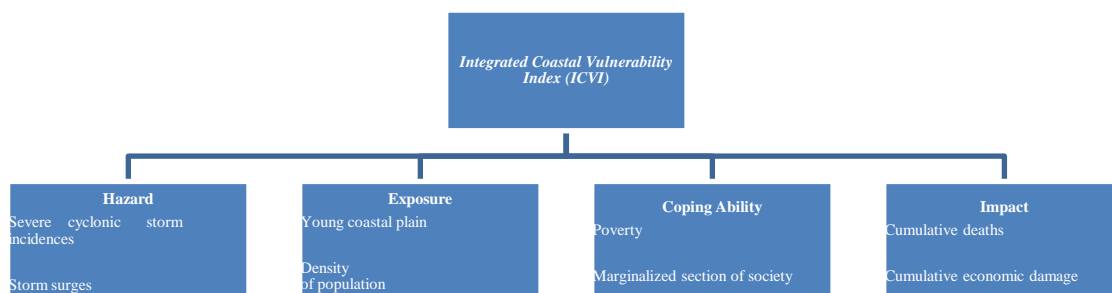 Integrated Coastal Vulnerability
Index (ICVI)
Hazard
Severe cyclonic storm
incidences
Storm surges
Exposure
Young coastal plain
Density
of population
Coping Ability
Poverty
Marginalized section of society
Impact
Cumulative deaths
Cumulative economic damage